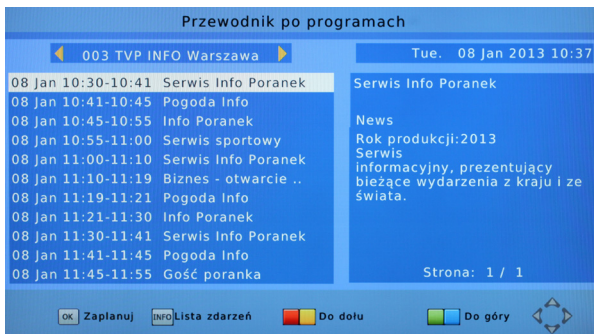 Przewodnik po programach
003 TVP INFO Warszawa
Tue. 08 Jan 2013 10:37
08 Jan 10:30-10:41 Serwis Info Poranek
08 Jan 10:41-10:45 Pogoda Info
08 Jan 10:45-10:55 Info Poranek
08 Jan 10:55-11:00 Serwis sportowy
08 Jan 11:00-11:10 Serwis Info Poranek
08 Jan 11:10-11:19 Biznes - otwarcie ..
08 Jan 11:19-11:21 Pogoda Info
08 Jan 11:21-11:30 Info Poranek
08 Jan 11:30-11:41 Serwis Info Poranek
08 Jan 11:41-11:45 Pogoda Info
08 Jan 11:45-11:55 Gość poranka
Serwis Info Poranek
News
Rok produkcji:2013
Serwis
informacyjny, prezentujący
bieżące wydarzenia z kraju i ze
świata.
Strona: 1 / 1
OK Zaplanuj INFO Lista zdarzeń Do dołu Do góry